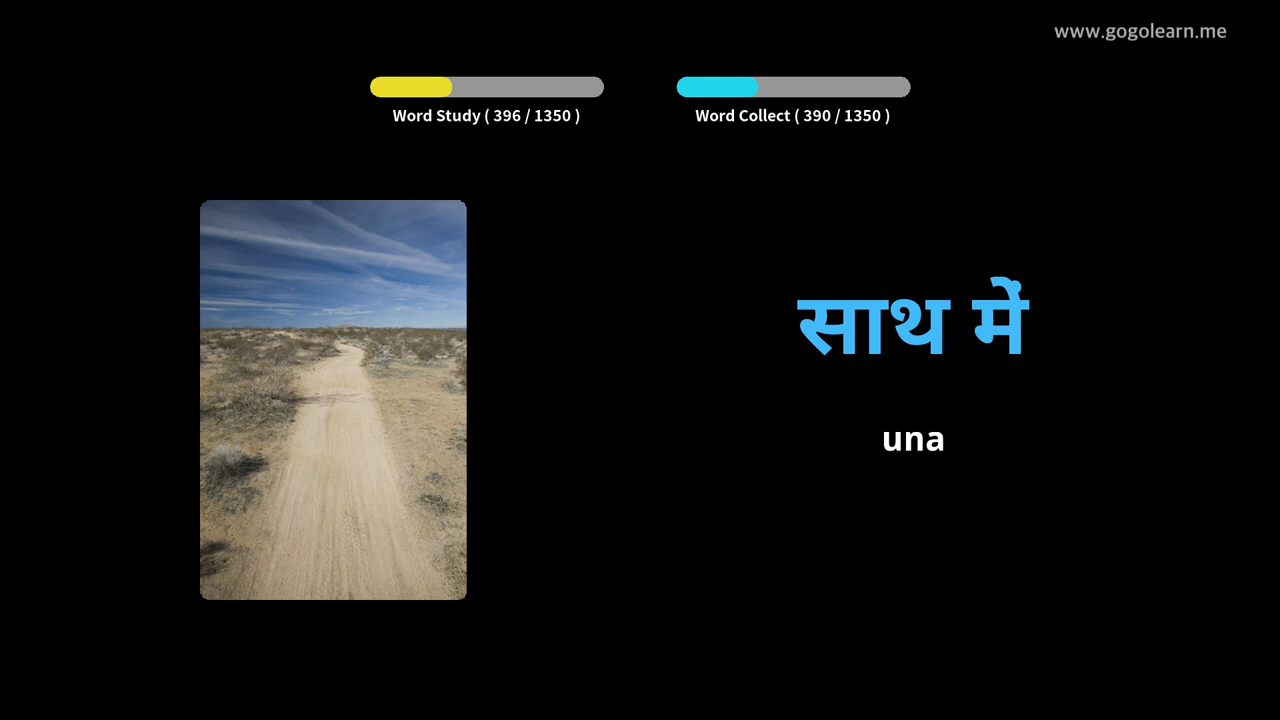 www.gogolearn.me
Word Study ( 396 / 1350 )
Word Collect ( 390 / 1350 )
साथ में
una